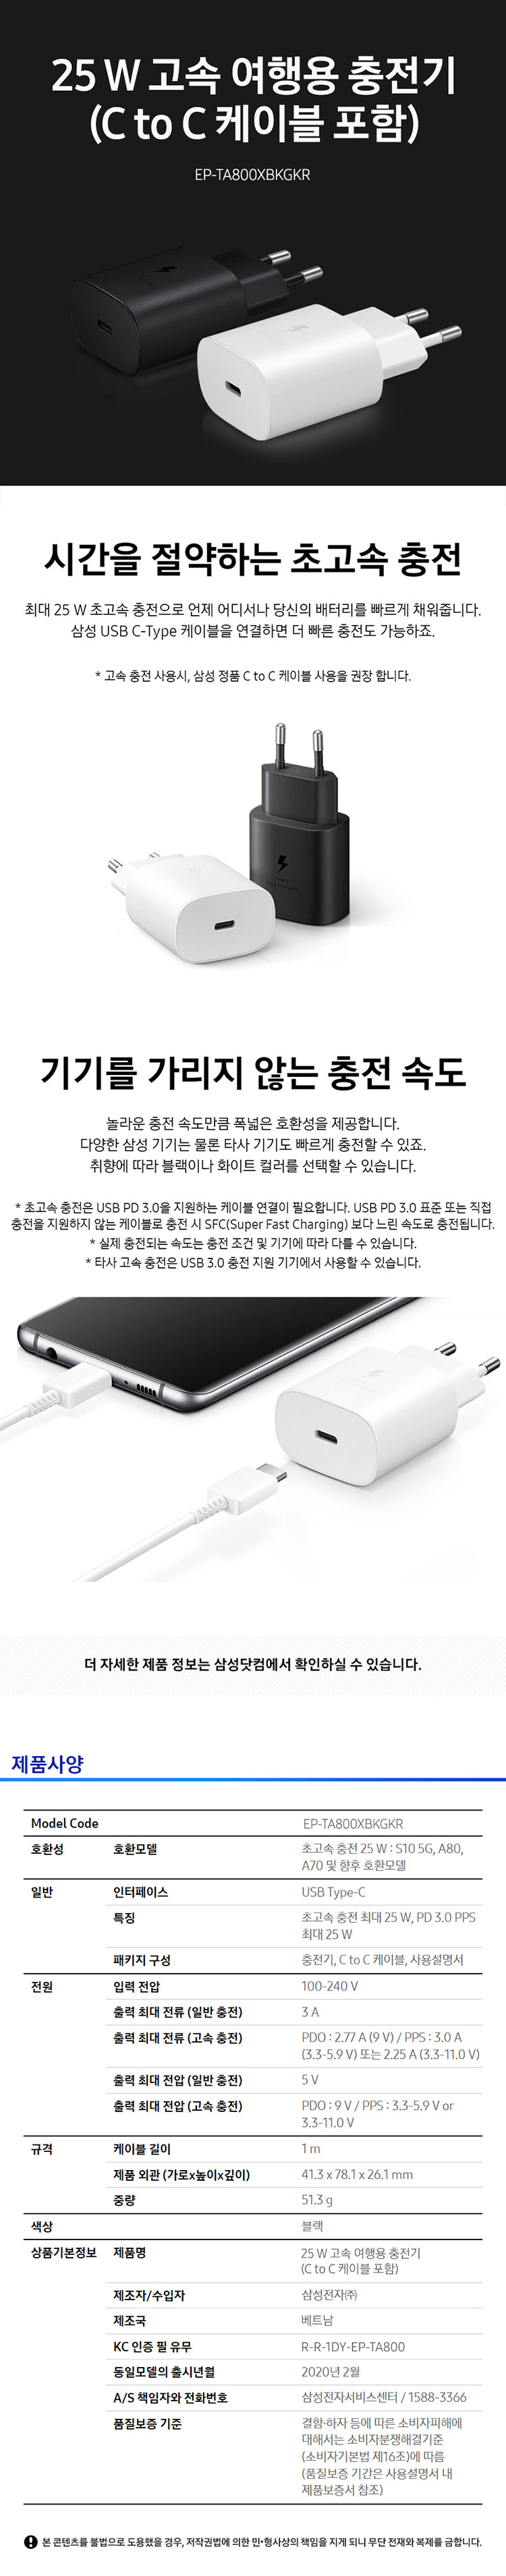 25 W 고속 여행용 충전기
(C to C 케이블 포함)
EP-TA800XBKGKR
시간을 절약하는 초고속 충전
최대 25 W 초고속 충전으로 언제 어디서나 당신의 배터리를 빠르게 채워줍니다.
삼성 USB C-Type 케이블을 연결하면 더 빠른 충전도 가능하죠.
* 고속 충전 사용시, 삼성 정품 C to C 케이블 사용을 권장 합니다.
기기를 가리지 않는 충전 속도
놀라운 충전 속도만큼 폭넓은 호환성을 제공합니다.
다양한 삼성 기기는 물론 타사 기기도 빠르게 충전할 수 있죠.
취향에 따라 블랙이나 화이트 컬러를 선택할 수 있습니다.
* 초고속 충전은 USB PD 3.0을 지원하는 케이블 연결이 필요합니다. USB PD 3.0 표준 또는 직접
충전을 지원하지 않는 케이블로 충전 시 SFC(Super Fast Charging) 보다 느린 속도로 충전됩니다.
* 실제 충전되는 속도는 충전 조건 및 기기에 따라 다를 수 있습니다.
* 타사 고속 충전은 USB 3.0 충전 지원 기기에서 사용할 수 있습니다.
더 자세한 제품 정보는 삼성닷컴에서 확인하실 수 있습니다.
제품사양
Model Code EP-TA800XBKGKR
호환성 호환모델 초고속 충전 25 W : S10 5G, A80,
A70 및 향후 호환모델
일반 인터페이스 USB Type-C
특징 초고속 충전 최대 25 W, PD 3.0 PPS
최대 25 W
패키지 구성 충전기, C to C 케이블, 사용설명서
전원 입력 전압 100-240 V
출력 최대 전류 (일반 충전) 3 A
출력 최대 전류 (고속 충전) PDO : 2.77 A (9 V) / PPS : 3.0 A
(3.3-5.9 V) 또는 2.25 A (3.3-11.0 V)
출력 최대 전압 (일반 충전) 5 V
출력 최대 전압 (고속 충전) PDO : 9 V / PPS : 3.3-5.9 V or
3.3-11.0 V
규격 케이블 길이 1 m
제품 외관 (가로x높이x깊이) 41.3 x 78.1 x 26.1 mm
중량 51.3 g
색상 블랙
상품기본정보 제품명 25 W 고속 여행용 충전기
(C to C 케이블 포함)
제조자/수입자 삼성전자㈜
제조국 베트남
KC 인증 필 유무 R-R-1DY-EP-TA800
동일모델의 출시년월 2020년 2월
A/S 책임자와 전화번호 삼성전자서비스센터 / 1588-3366
품질보증 기준 결함·하자 등에 따른 소비자피해에
대해서는 소비자분쟁해결기준
(소비자기본법 제16조)에 따름
(품질보증 기간은 사용설명서 내
제품보증서 참조)
본 콘텐츠를 불법으로 도용했을 경우, 저작권법에 의한 민•형사상의 책임을 지게 되니 무단 전재와 복제를 금합니다.